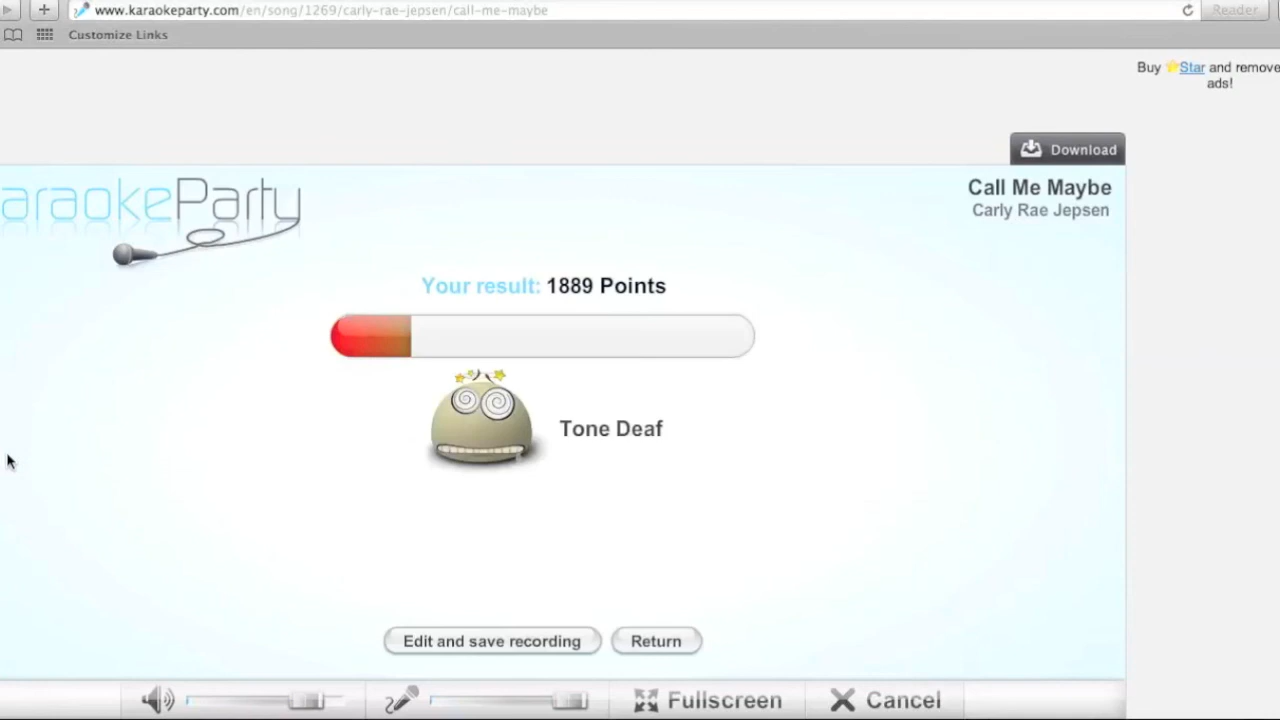 www.karaokeparty.com/en/song/1269/carly-rae-jepsen/call-me-maybe
Reader
Customize Links
Buy Star and remove
ads!
Download
araokeParty
Call Me Maybe
Carly Rae Jepsen
Your result: 1889 Points
Tone Deaf
Edit and save recording
Return
Fullscreen
Cancel